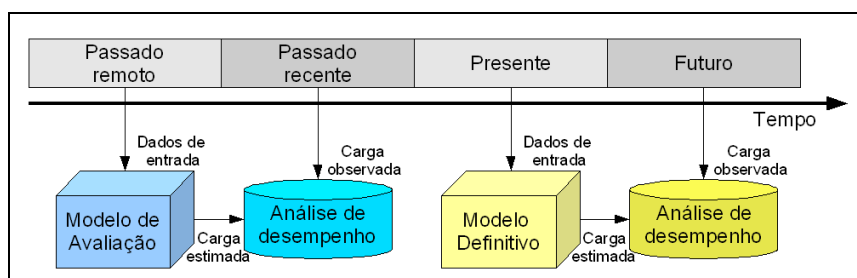 Passado
remoto
Passado
recente
Presente
Futuro
Tempo
Dados de
entrada
Carga
observada
Dados de
entrada
Carga
observada
Modelo de
Avaliação
Carga
estimada
Análise de
desempenho
Modelo
Definitivo
Carga
estimada
Análise de
desempenho